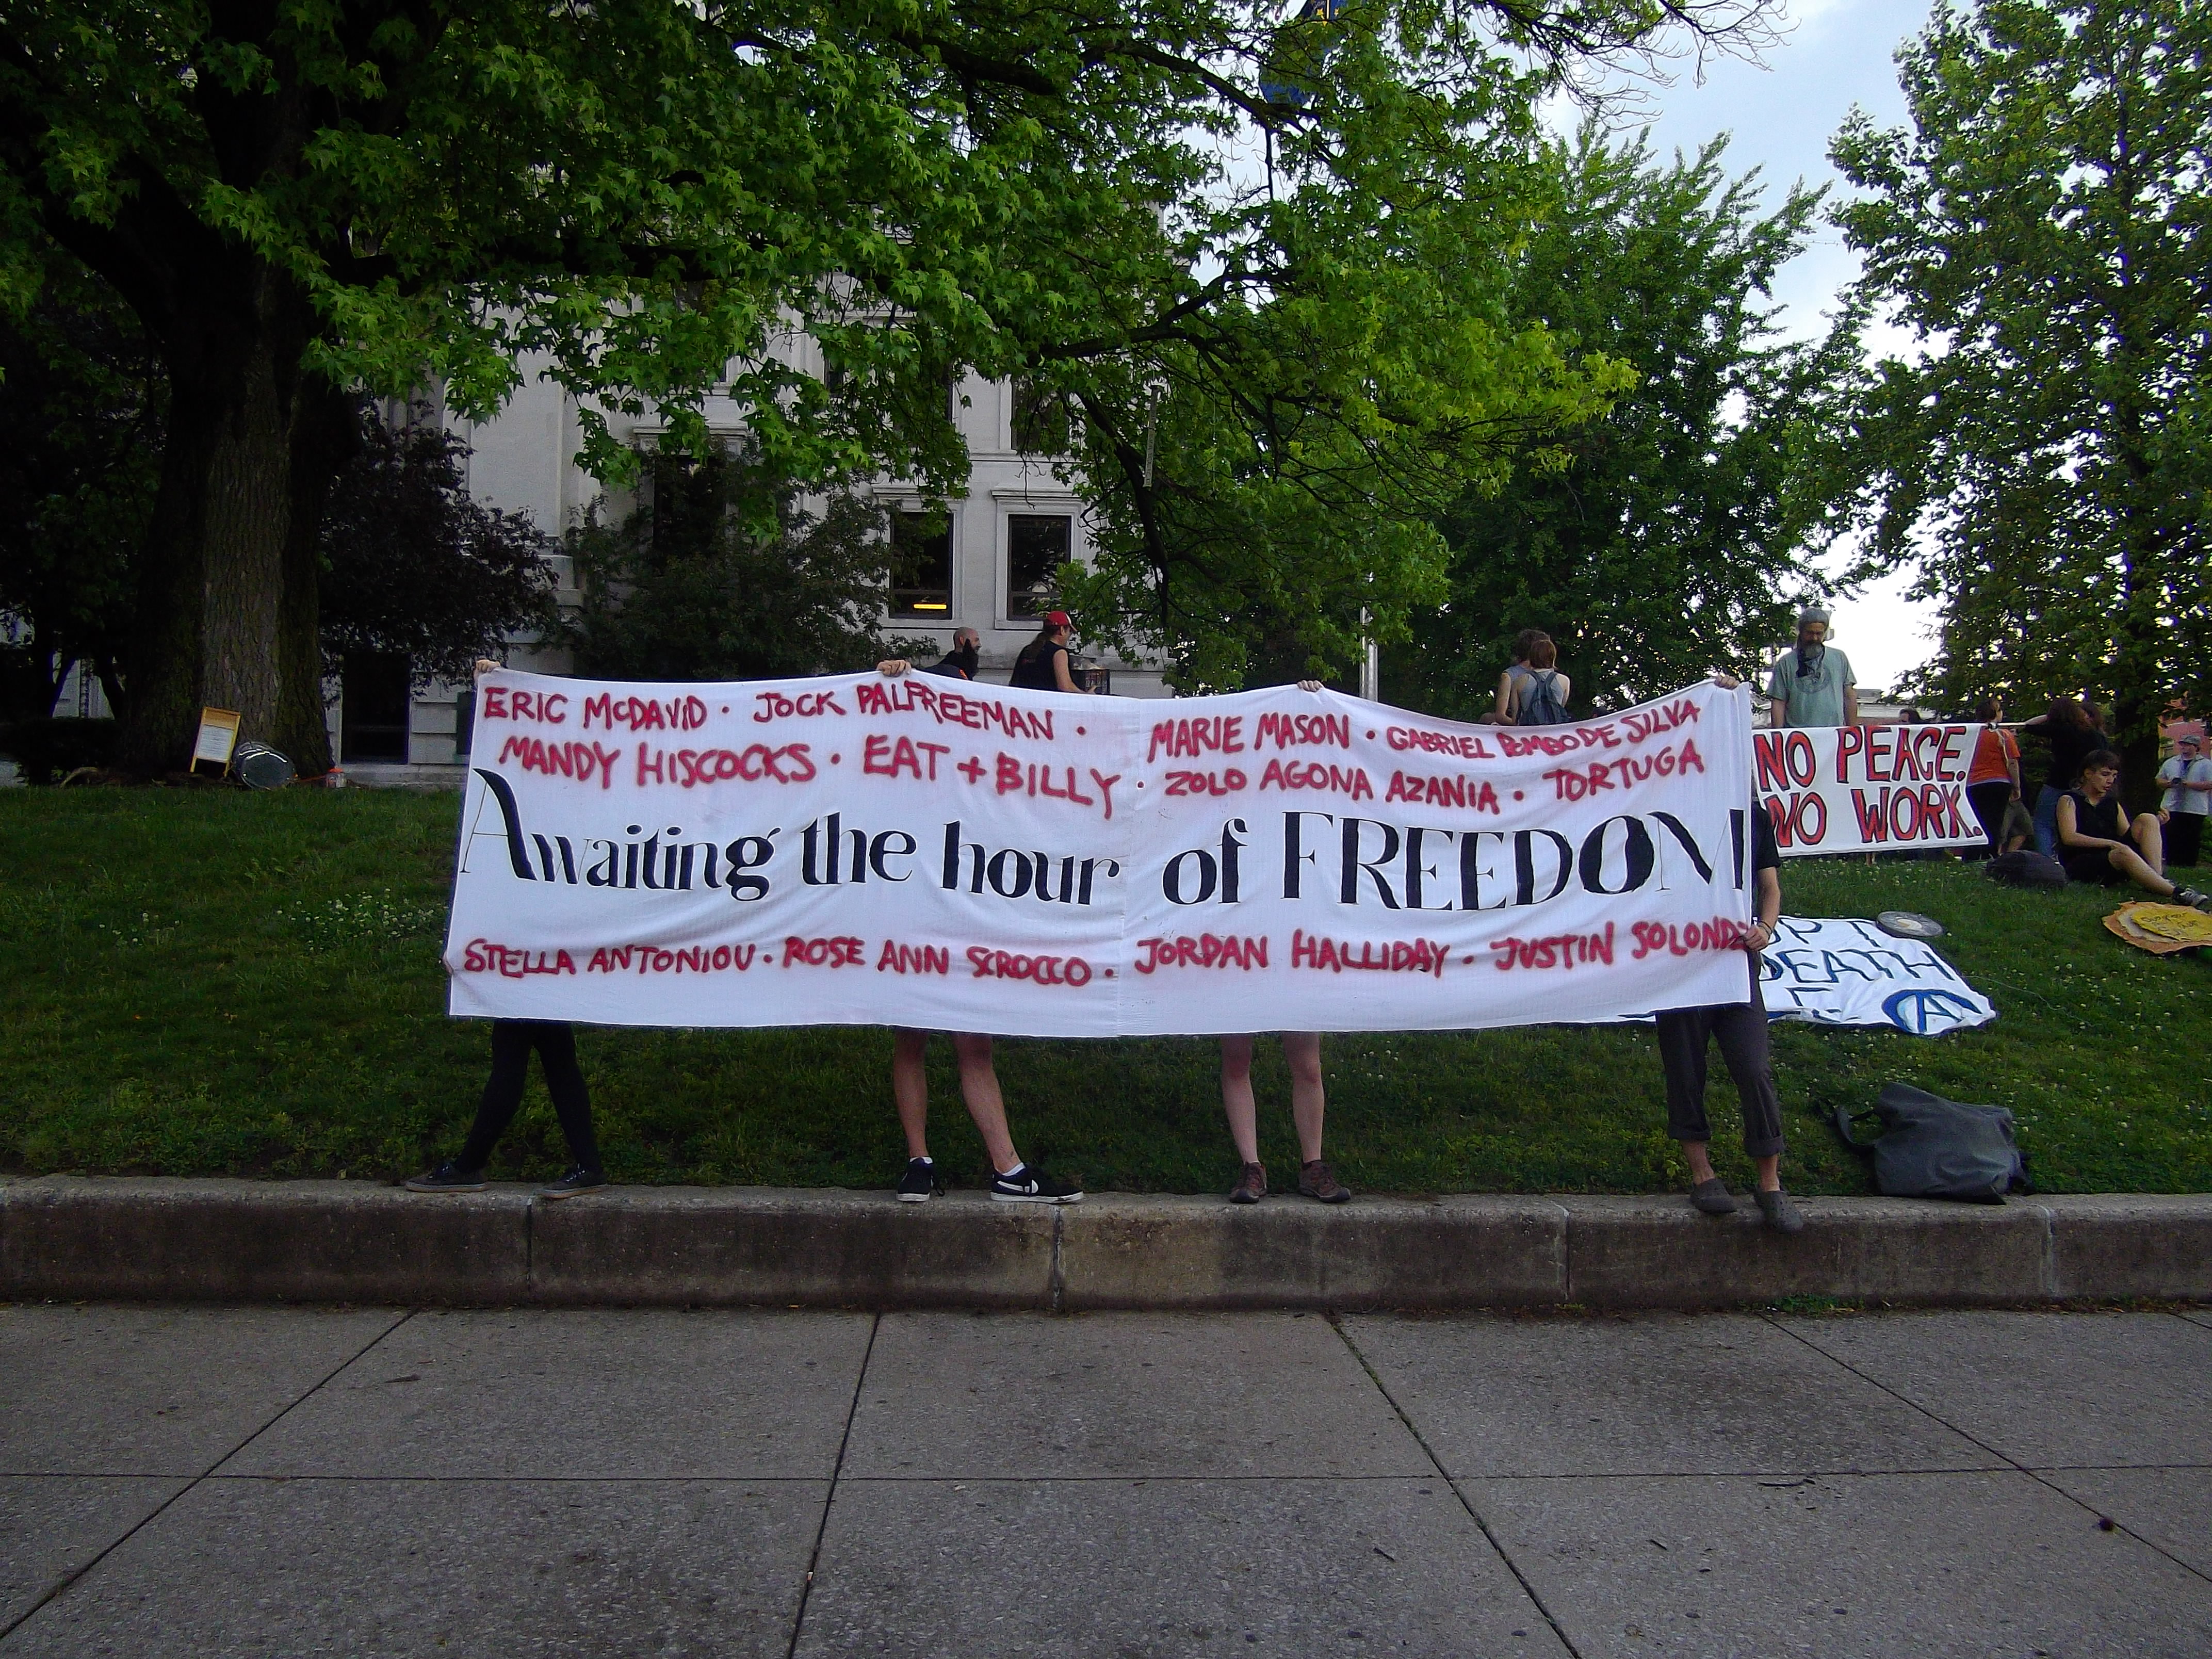 ERIC McDAVID · JOCK PALFREEMAN · MARIE MASON · GABRIEL POMBO DE SILVA
MANDY HISCOCKS · EAT + BILLY · ZOLO AGONA AZANIA · TORTUGA
Awaiting the hour of FREEDOM
STELLA ANTONIOU · ROSE ANN SCROCCO · JORDAN HALLIDAY · JUSTIN SOLONDZ
NO PEACE.
NO WORK.
DEATH